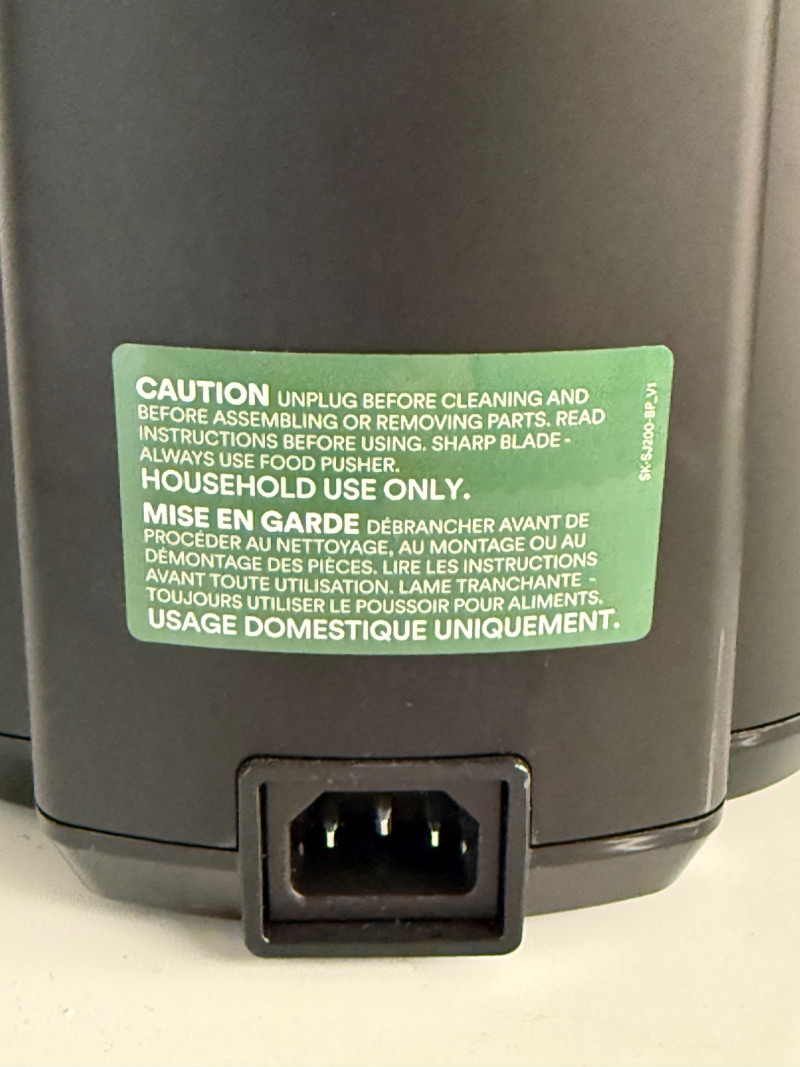 CAUTION UNPLUG BEFORE CLEANING AND
BEFORE ASSEMBLING OR REMOVING PARTS. READ
INSTRUCTIONS BEFORE USING. SHARP BLADE -
ALWAYS USE FOOD PUSHER.
HOUSEHOLD USE ONLY.
MISE EN GARDE DÉBRANCHER AVANT DE
PROCÉDER AU NETTOYAGE, AU MONTAGE OU AU
DÉMONTAGE DES PIÈCES. LIRE LES INSTRUCTIONS
AVANT TOUTE UTILISATION. LAME TRANCHANTE -
TOUJOURS UTILISER LE POUSSOIR POUR ALIMENTS.
USAGE DOMESTIQUE UNIQUEMENT.
SK-SJ200-BP_V1